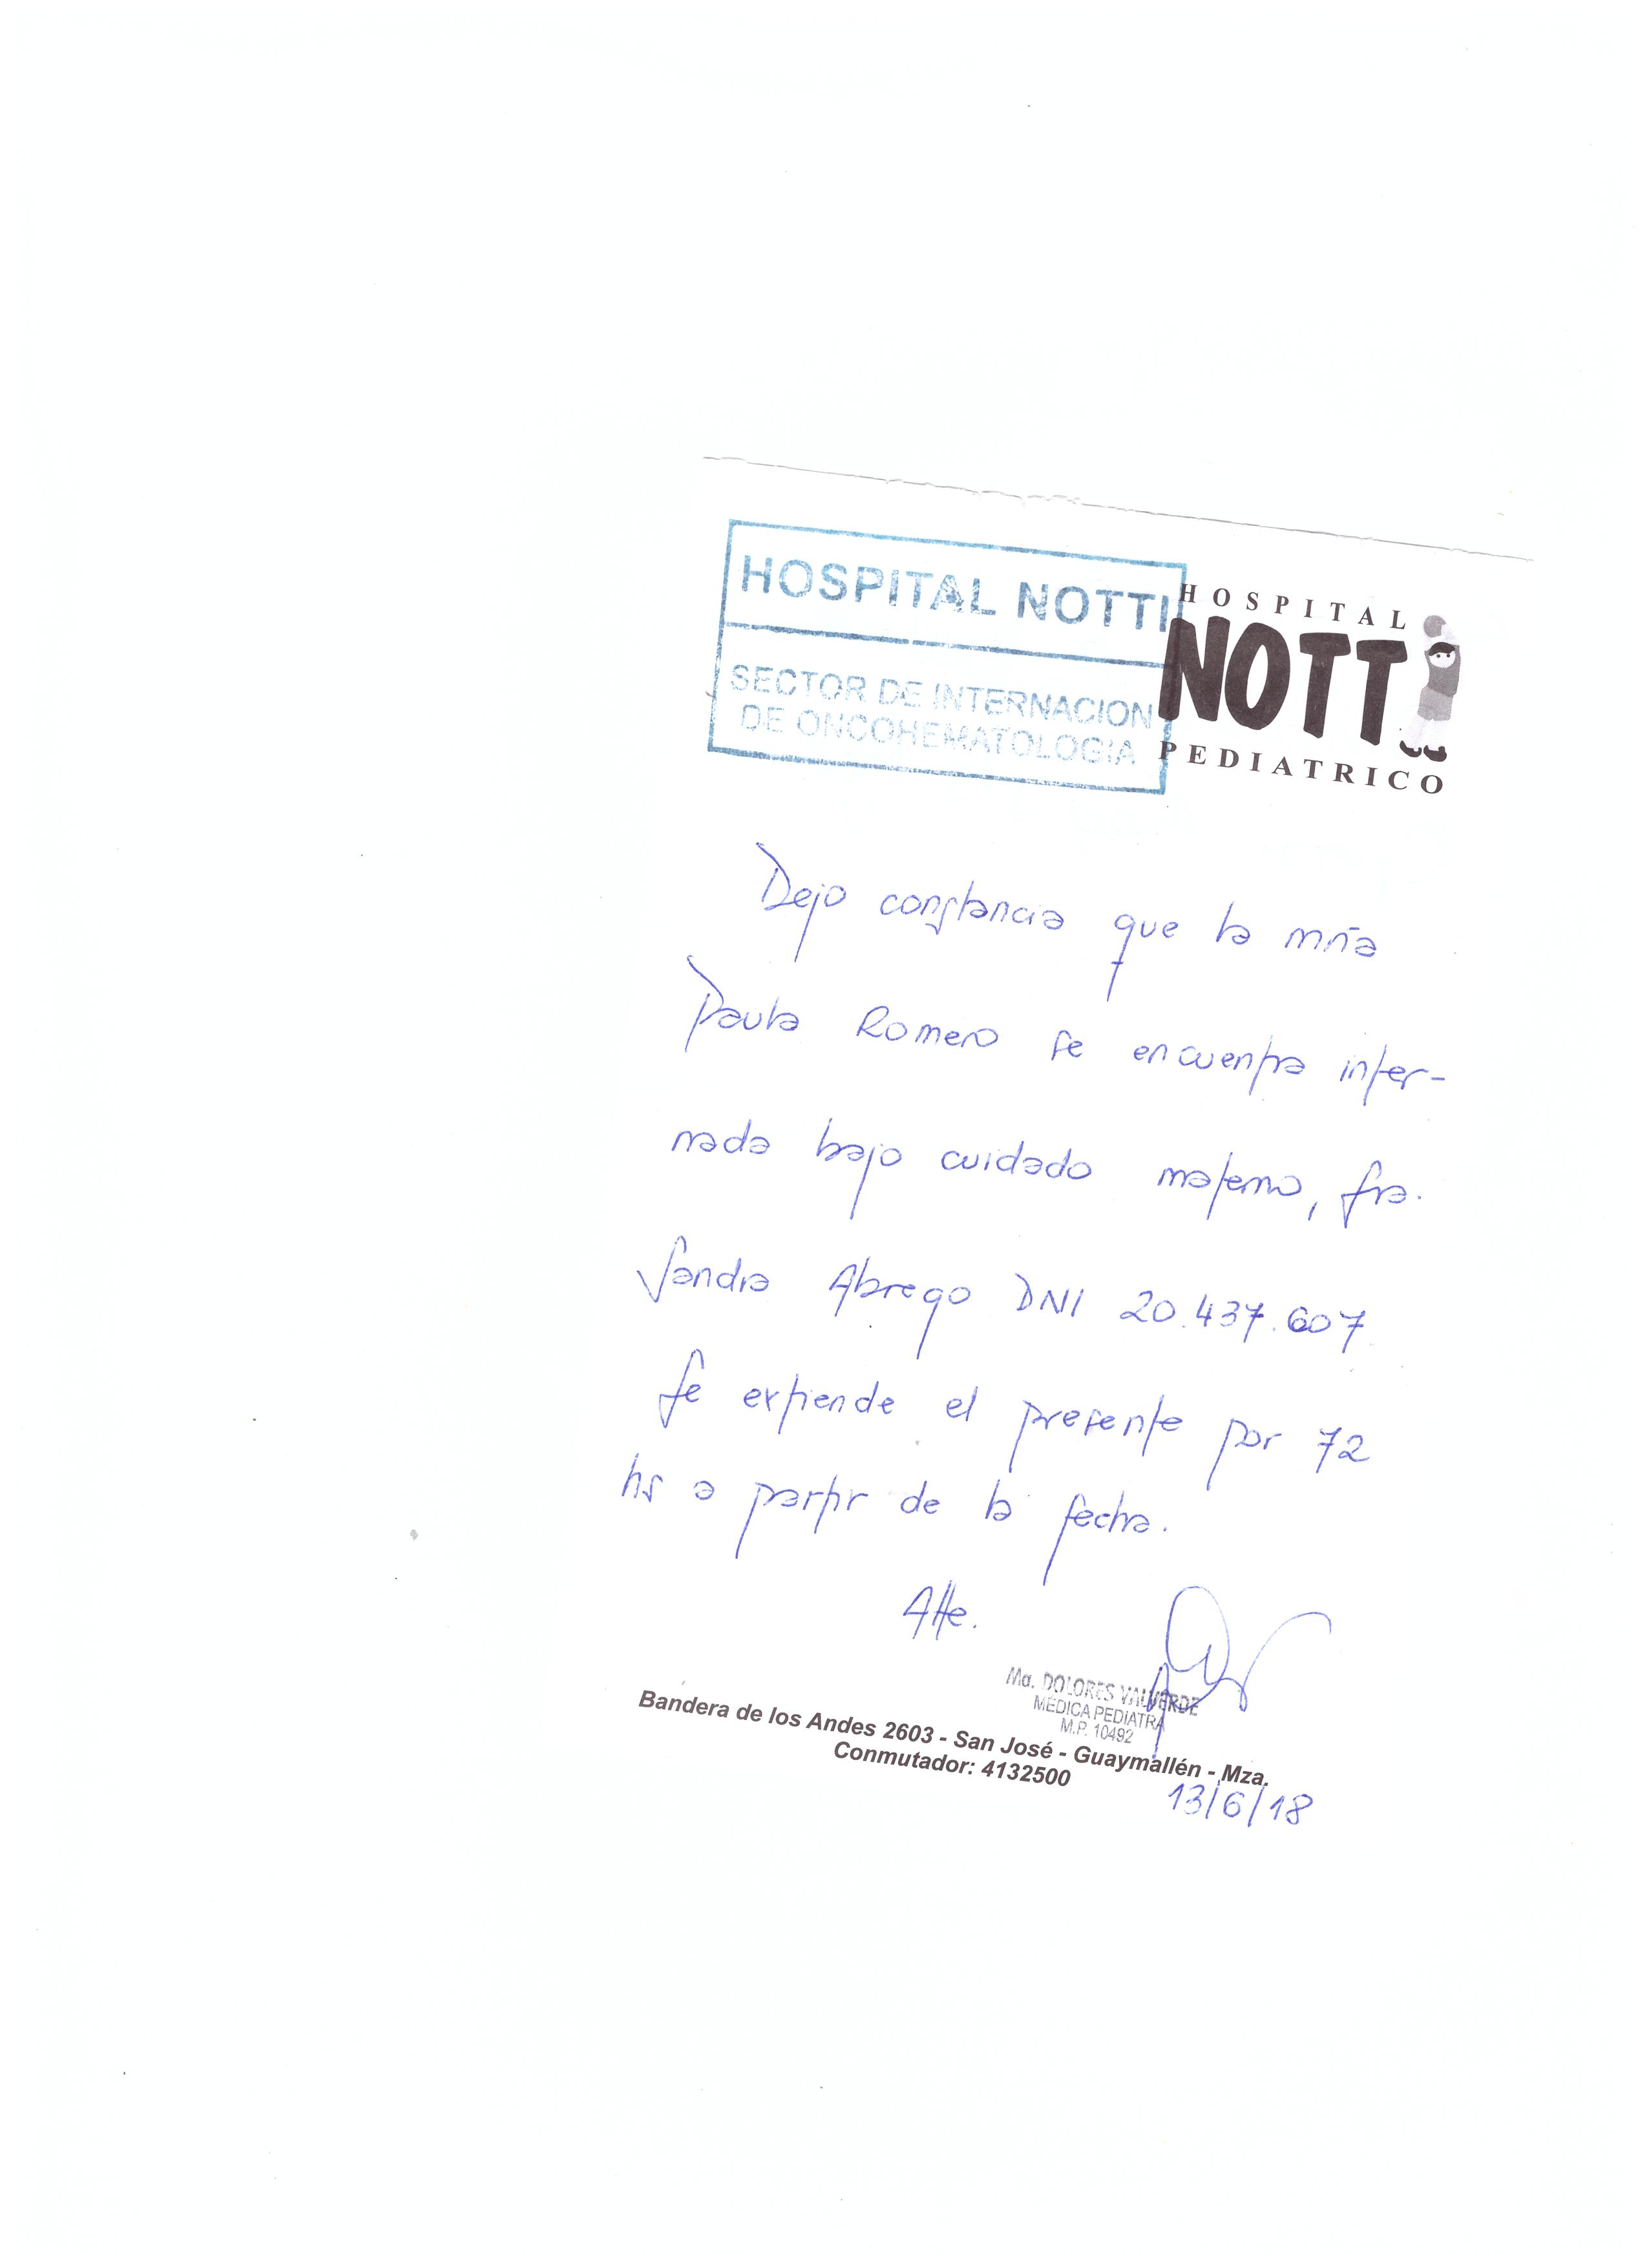 HOSPITAL NOTTI
SECTOR DE INTERNACION
DE ONCOHEMATOLOGIA
HOSPITAL
NOTTI
PEDIATRICO
Dejo constancia que la niña
Paula Romero se encuentra inter-
nada bajo cuidado materno, Sra.
Sandra Abrego DNI 20.437.607
Se extiende el presente por 72
hs a partir de la fecha.
Atte.
Ma. DOLORES VALVERDE
MÉDICA PEDIATRA
M.P. 10492
Bandera de los Andes 2603 - San José - Guaymallén - Mza.
Conmutador: 4132500
13/6/18